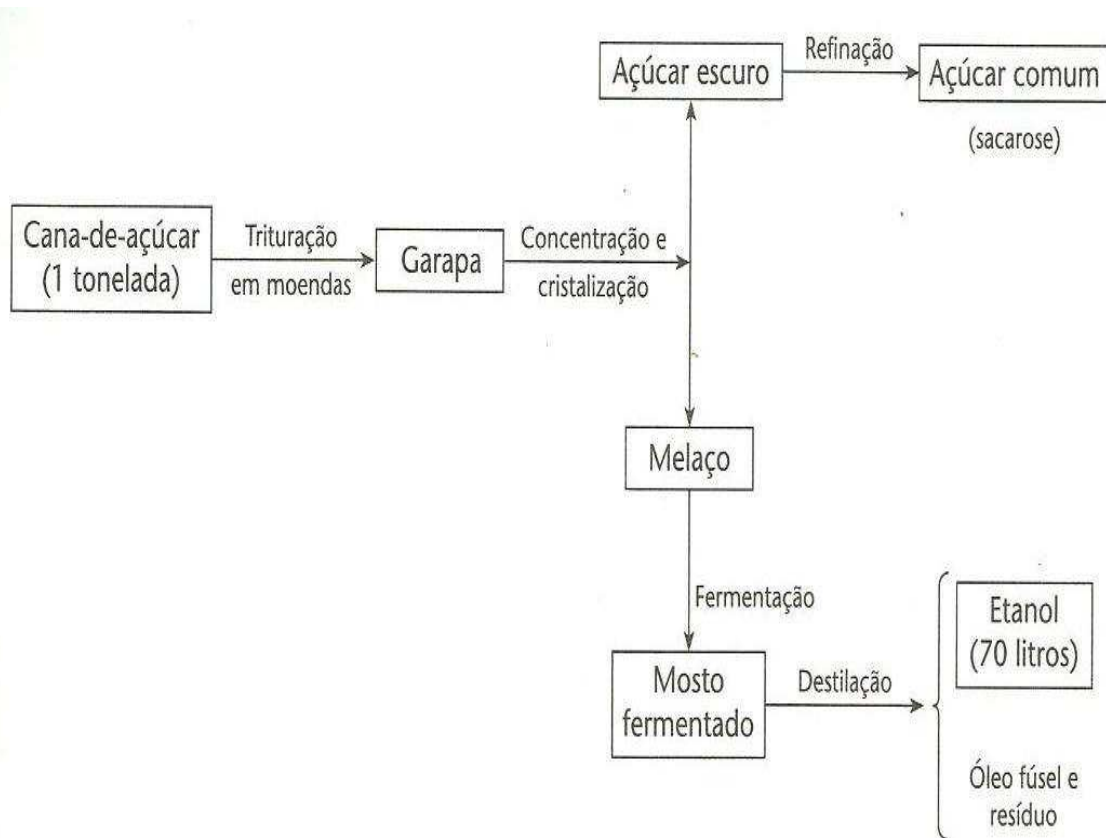 Açúcar escuro
Refinação
Açúcar comum
(sacarose)
Cana-de-açúcar
(1 tonelada)
Trituração
em moendas
Garapa
Concentração e
cristalização
Melaço
Fermentação
Mosto
fermentado
Destilação
Etanol
(70 litros)
Óleo fúsel e
resíduo